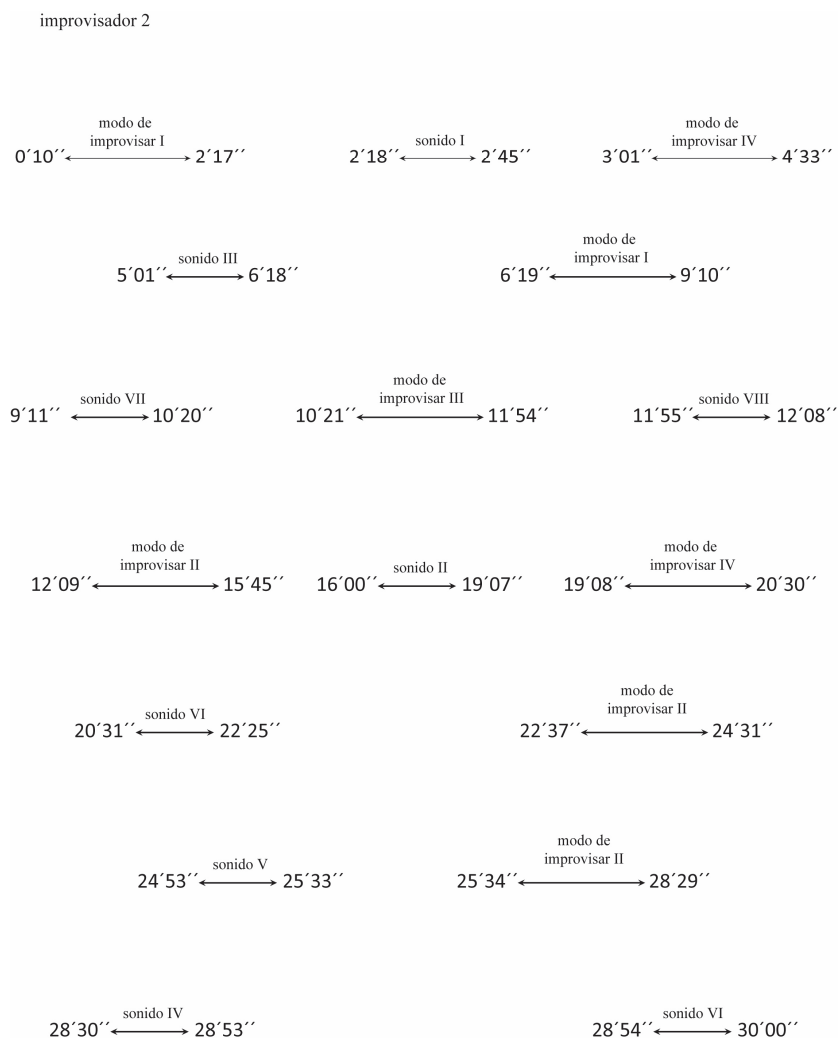 improvisador 2
modo de
improvisar I
0´10´´ 2´17´´
sonido I
2´18´´ 2´45´´
modo de
improvisar IV
3´01´´ 4´33´´
sonido III
5´01´´ 6´18´´
modo de
improvisar I
6´19´´ 9´10´´
sonido VII
9´11´´ 10´20´´
modo de
improvisar III
10´21´´ 11´54´´
sonido VIII
11´55´´ 12´08´´
modo de
improvisar II
12´09´´ 15´45´´
sonido II
16´00´´ 19´07´´
modo de
improvisar IV
19´08´´ 20´30´´
sonido VI
20´31´´ 22´25´´
modo de
improvisar II
22´37´´ 24´31´´
sonido V
24´53´´ 25´33´´
modo de
improvisar II
25´34´´ 28´29´´
sonido IV
28´30´´ 28´53´´
sonido VI
28´54´´ 30´00´´